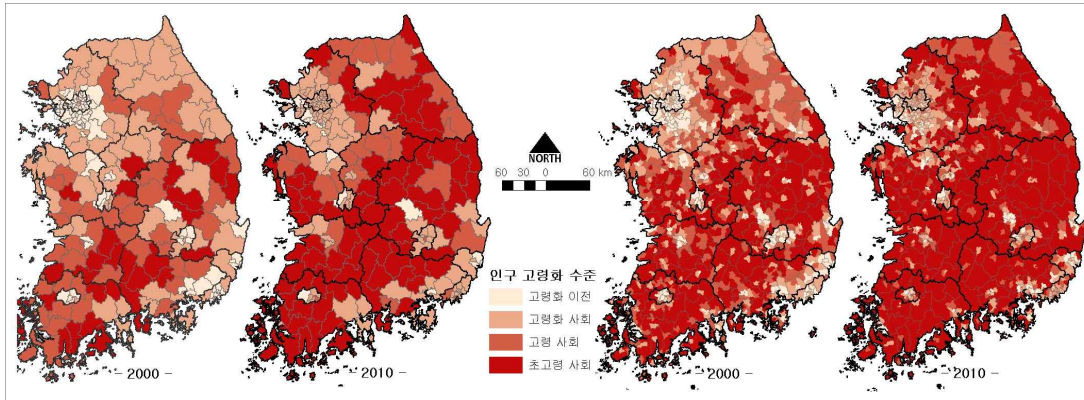 NORTH
60 30 0 60 km
인구 고령화 수준
고령화 이전
고령화 사회
고령 사회
초고령 사회
- 2000 -
- 2010 -
- 2000 -
- 2010 -